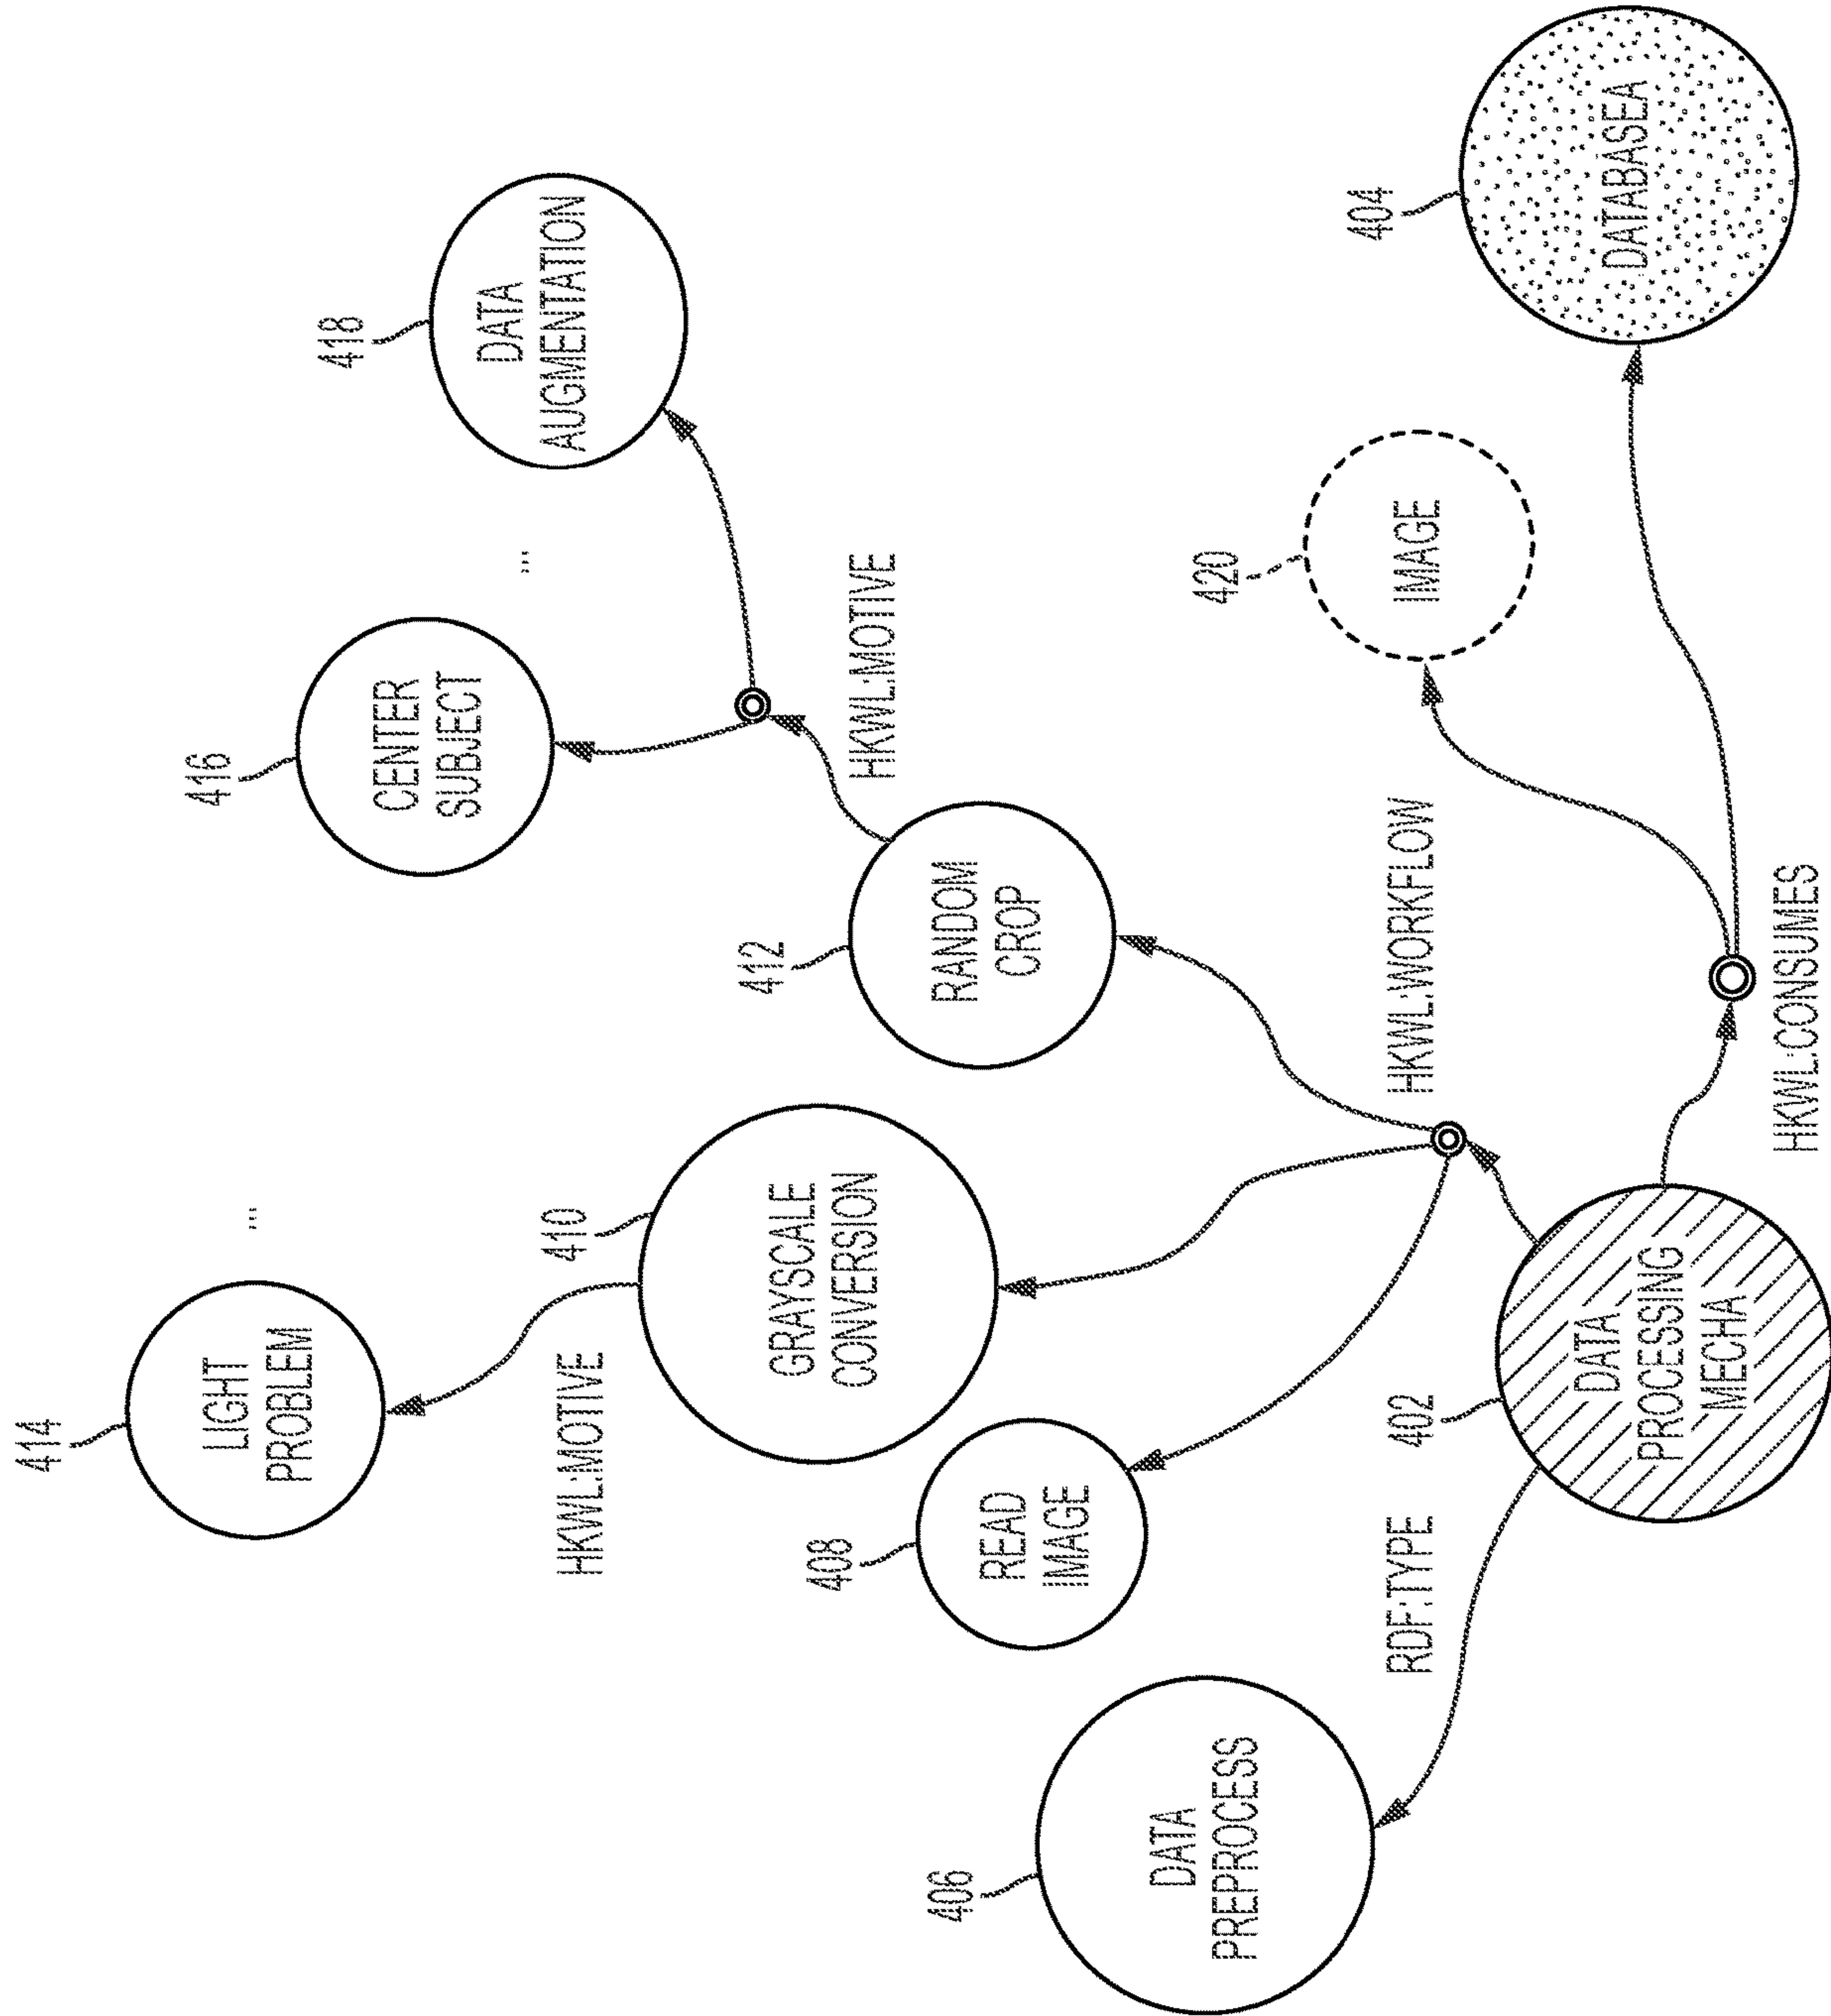 414
LIGHT
PROBLEM
...
416
CENTER
SUBJECT
...
418
DATA
AUGMENTATION
HKWL:MOTIVE
410
GRAYSCALE
CONVERSION
HKWL:MOTIVE
412
RANDOM
CROP
408
READ
IMAGE
406
DATA
PREPROCESS
RDF:TYPE
HKWL:WORKFLOW
420
IMAGE
402
DATA
PROCESSING
MECHA
404
DATABASEA
HKWL:CONSUMES